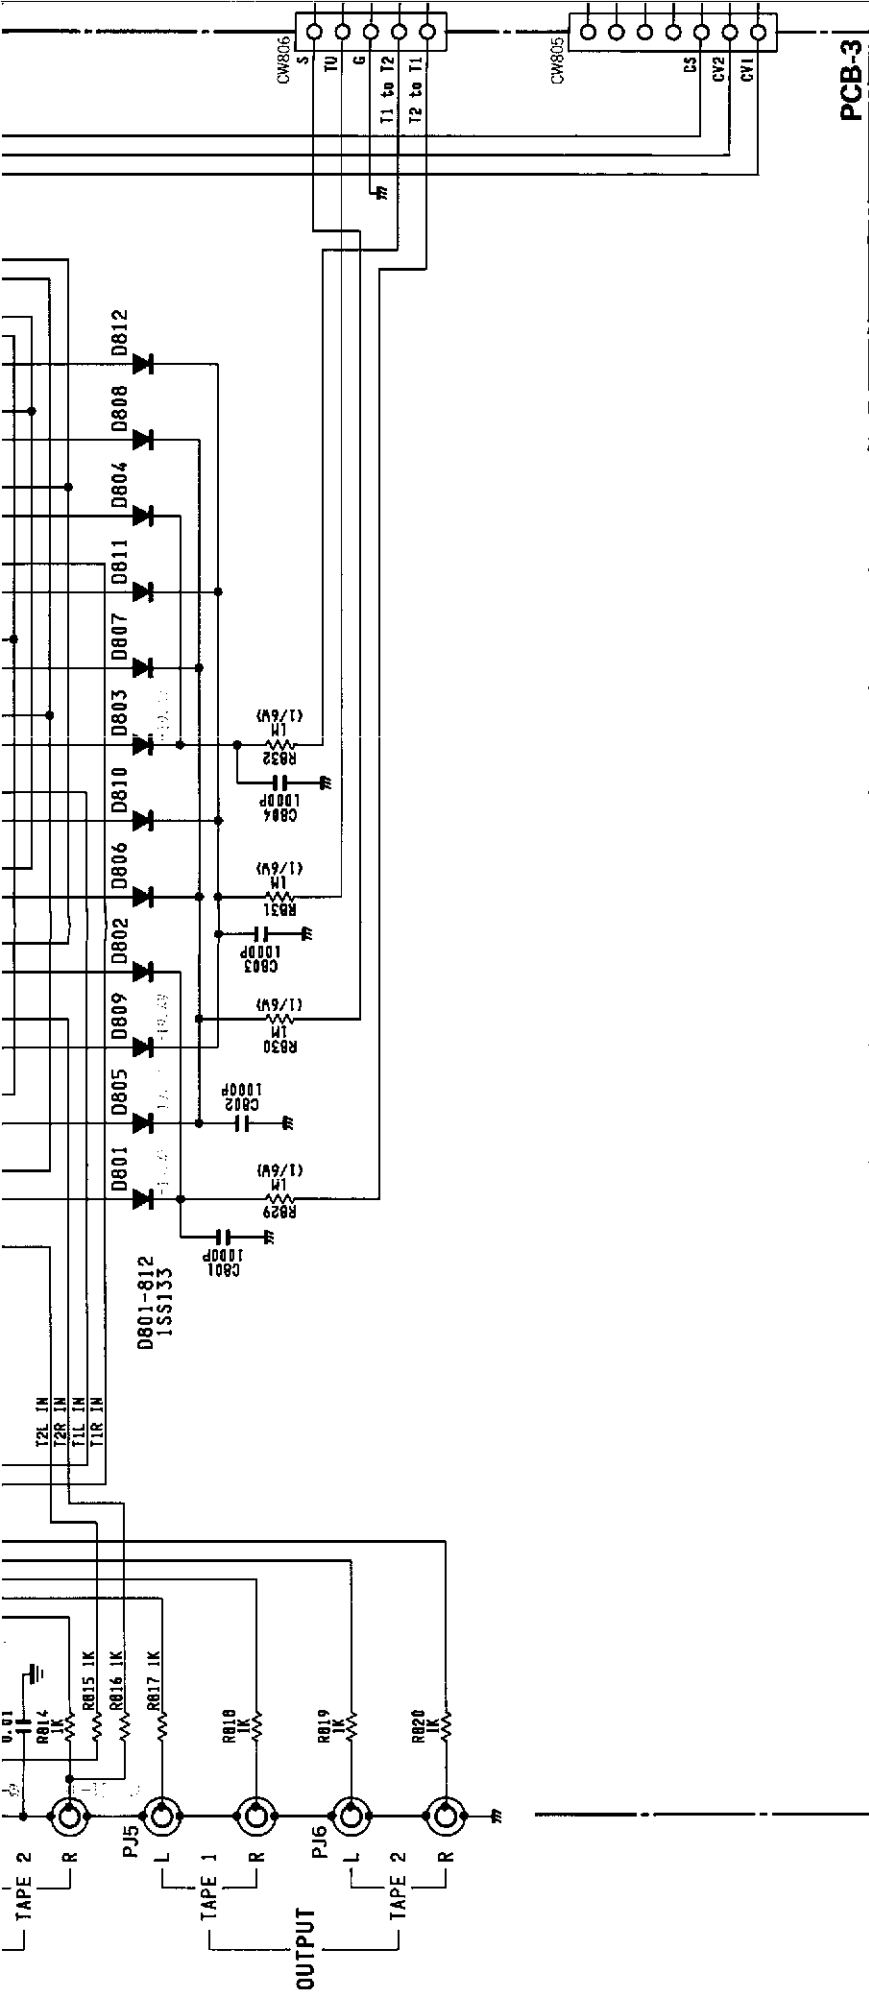 CW806
S
TU
G
T1 to T2
T2 to T1
CW805
CS
CV2
CV1
PCB-3
D812
D808
D804
D811
D807
D803
(1/6W)
1M
R832
D810
1000P
C804
D806
(1/6W)
1M
R831
D802
1000P
C803
D809
(1/6W)
1M
R830
D805
1000P
C802
D801
(1/6W)
1M
R829
1000P
C801
D801-812
1SS133
T2L IN
T2R IN
T1L IN
T1R IN
0.01
R814
1K
R815 1K
R816 1K
R817 1K
R818
1K
R819
1K
R820
1K
PJ5
PJ6
R
L
R
L
R
TAPE 2
TAPE 1
TAPE 2
OUTPUT